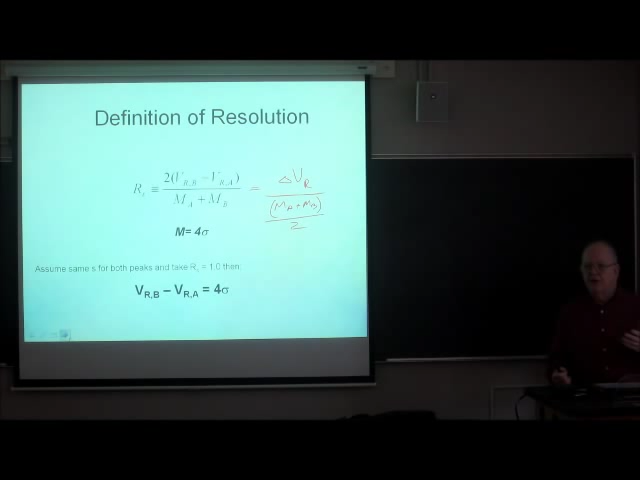 Definition of Resolution
R_s ≡ 2(V_R,B − V_R,A) / (M_A + M_B) = ΔV_R / ((M_A + M_B) / 2)
M= 4σ
Assume same s for both peaks and take R_s = 1.0 then:
V_R,B – V_R,A = 4σ